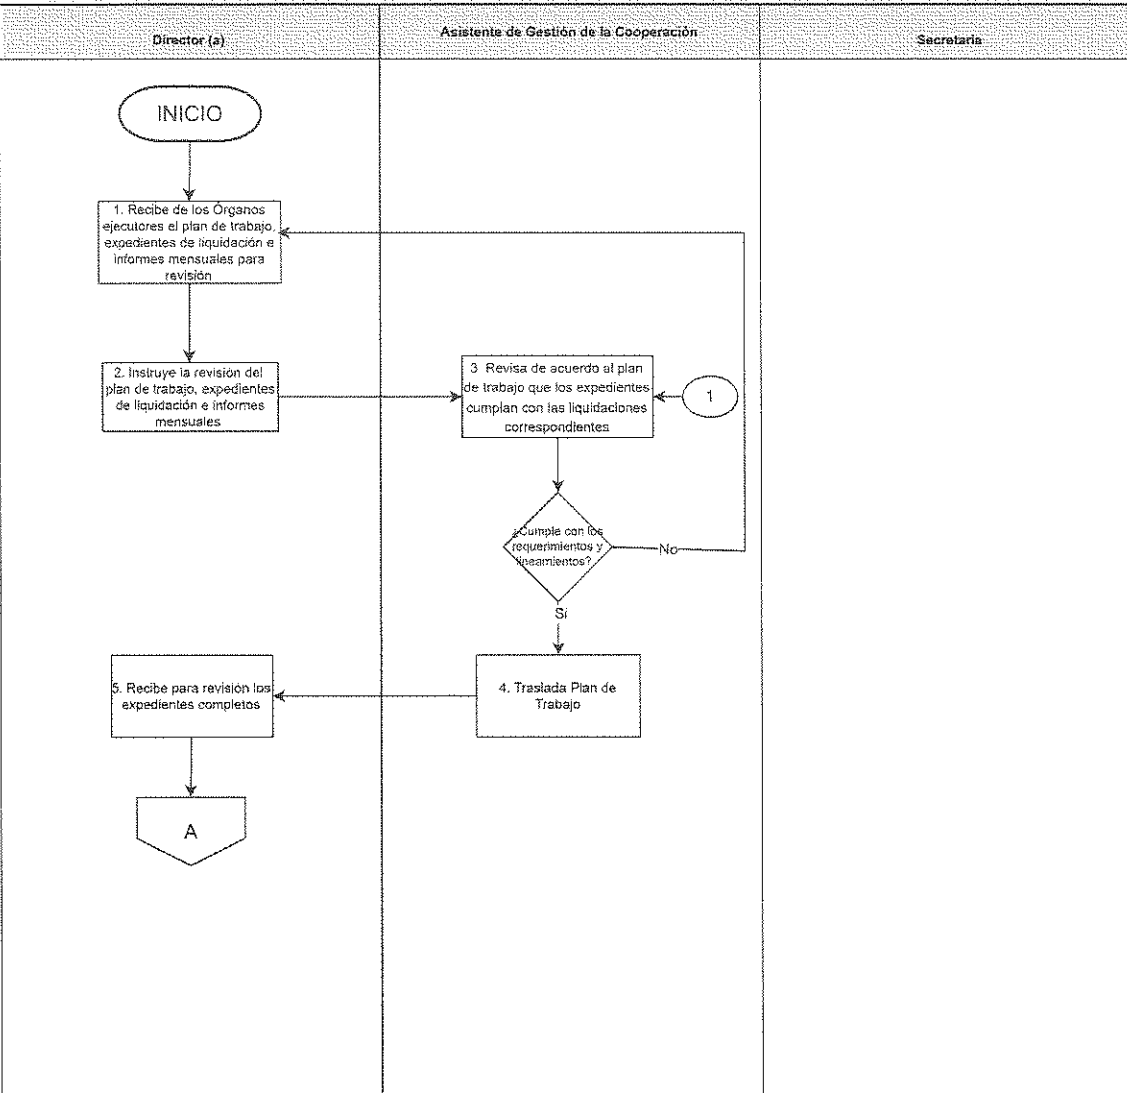 Director (a)
Asistente de Gestión de la Cooperación
Secretaria
INICIO
1. Recibe de los Órganos
ejecutores el plan de trabajo,
expedientes de liquidación e
informes mensuales para
revisión
2. Instruye la revisión del
plan de trabajo, expedientes
de liquidación e informes
mensuales
3 Revisa de acuerdo al plan
de trabajo que los expedientes
cumplan con las liquidaciones
correspondientes
1
¿Cumple con los
requerimientos y
lineamientos?
No
Sí
4. Traslada Plan de
Trabajo
5. Recibe para revisión los
expedientes completos
A